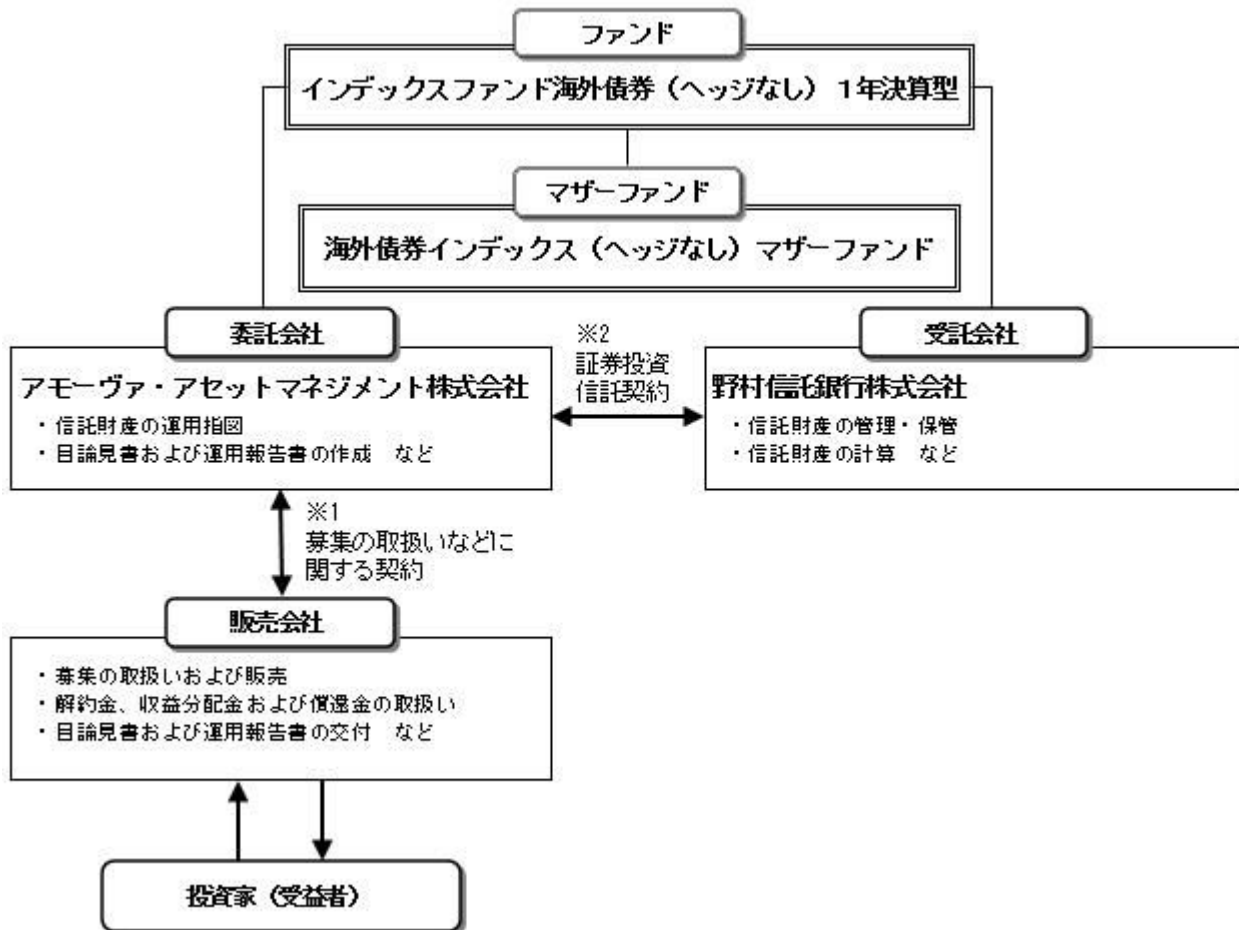 ファンド
インデックスファンド海外債券（ヘッジなし）１年決算型
マザーファンド
海外債券インデックス（ヘッジなし）マザーファンド
委託会社
アモーヴァ・アセットマネジメント株式会社
・信託財産の運用指図
・目論見書および運用報告書の作成　など
※2
証券投資
信託契約
受託会社
野村信託銀行株式会社
・信託財産の管理・保管
・信託財産の計算　など
※1
募集の取扱いなどに
関する契約
販売会社
・募集の取扱いおよび販売
・解約金、収益分配金および償還金の取扱い
・目論見書および運用報告書の交付　など
投資家（受益者）